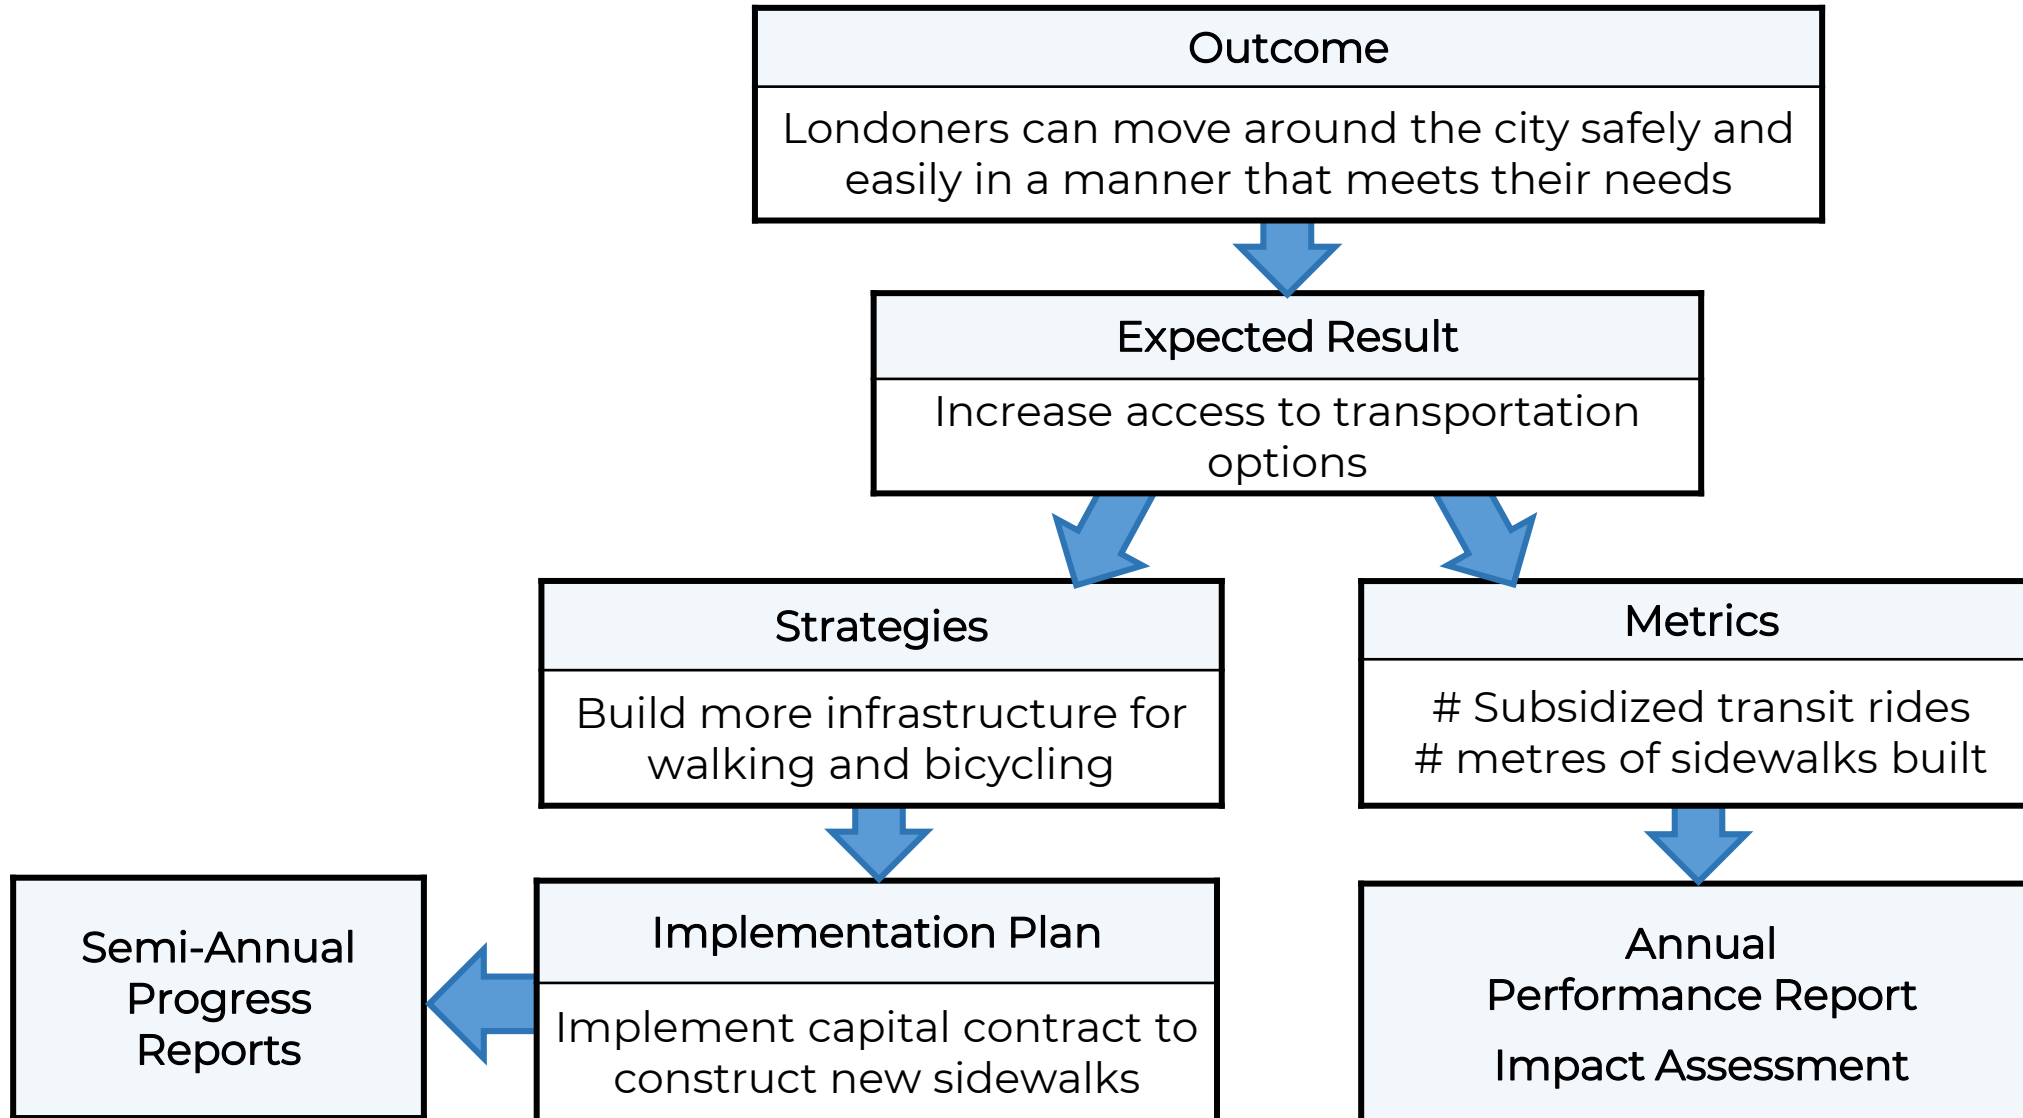 Outcome
Londoners can move around the city safely and
easily in a manner that meets their needs
Expected Result
Increase access to transportation
options
Strategies
Build more infrastructure for
walking and bicycling
Metrics
# Subsidized transit rides
# metres of sidewalks built
Semi-Annual
Progress
Reports
Implementation Plan
Implement capital contract to
construct new sidewalks
Annual
Performance Report
Impact Assessment